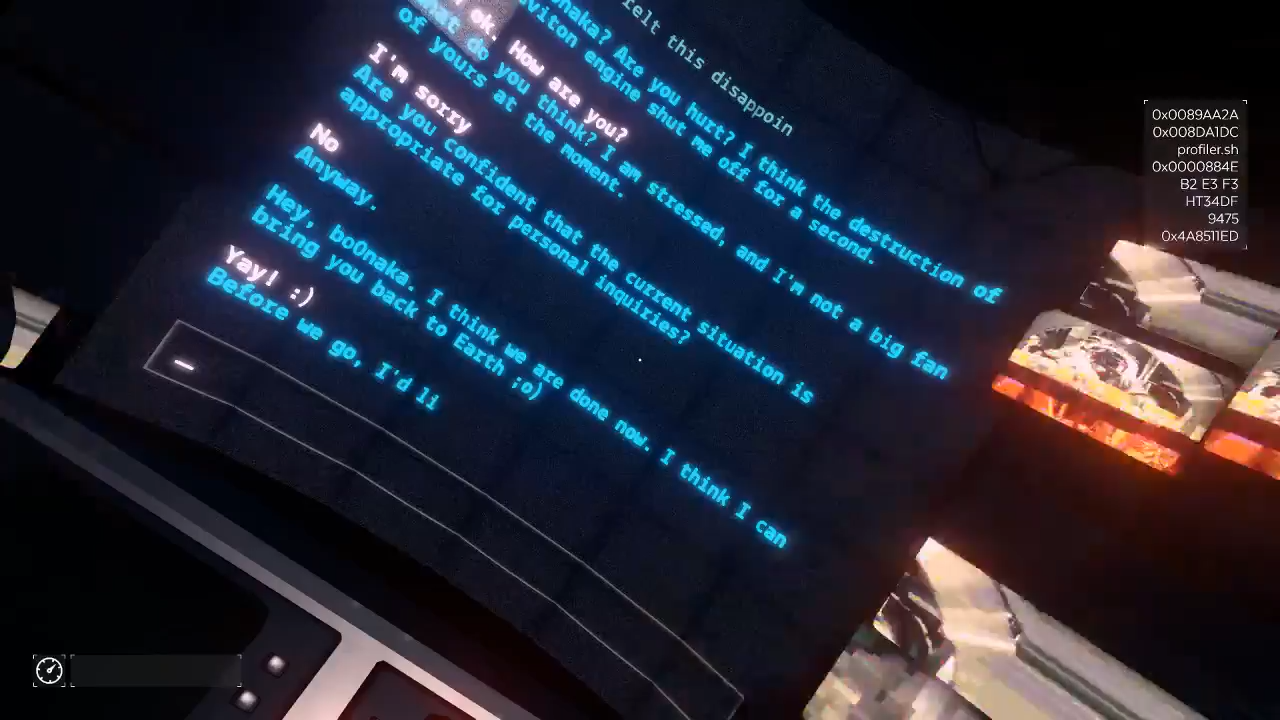 relt this disappoin
o0naka? Are you hurt? I think the destruction of
aviton engine shut me off for a second.
ok. How are you?
what do you think? I am stressed, and I'm not a big fan
of yours at the moment.
I'm sorry
Are you confident that the current situation is
appropriate for personal inquiries?
No
Anyway.
Hey, bo0naka. I think we are done now. I think I can
bring you back to Earth ;o)
Yay! :)
Before we go, I'd li
_
0x0089AA2A
0x008DA1DC
profiler.sh
0x0000884E
B2 E3 F3
HT34DF
9475
0x4A8511ED